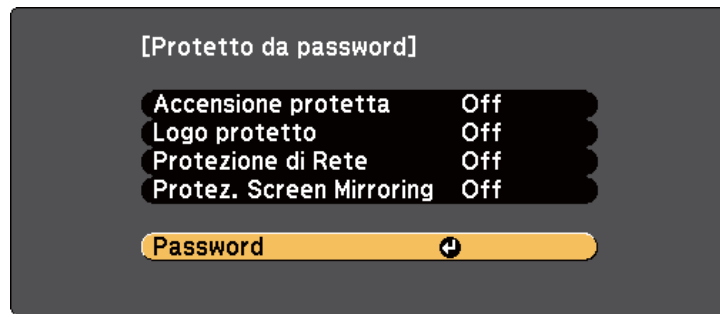 [Protetto da password]
Accensione protetta Off
Logo protetto Off
Protezione di Rete Off
Protez. Screen Mirroring Off
Password